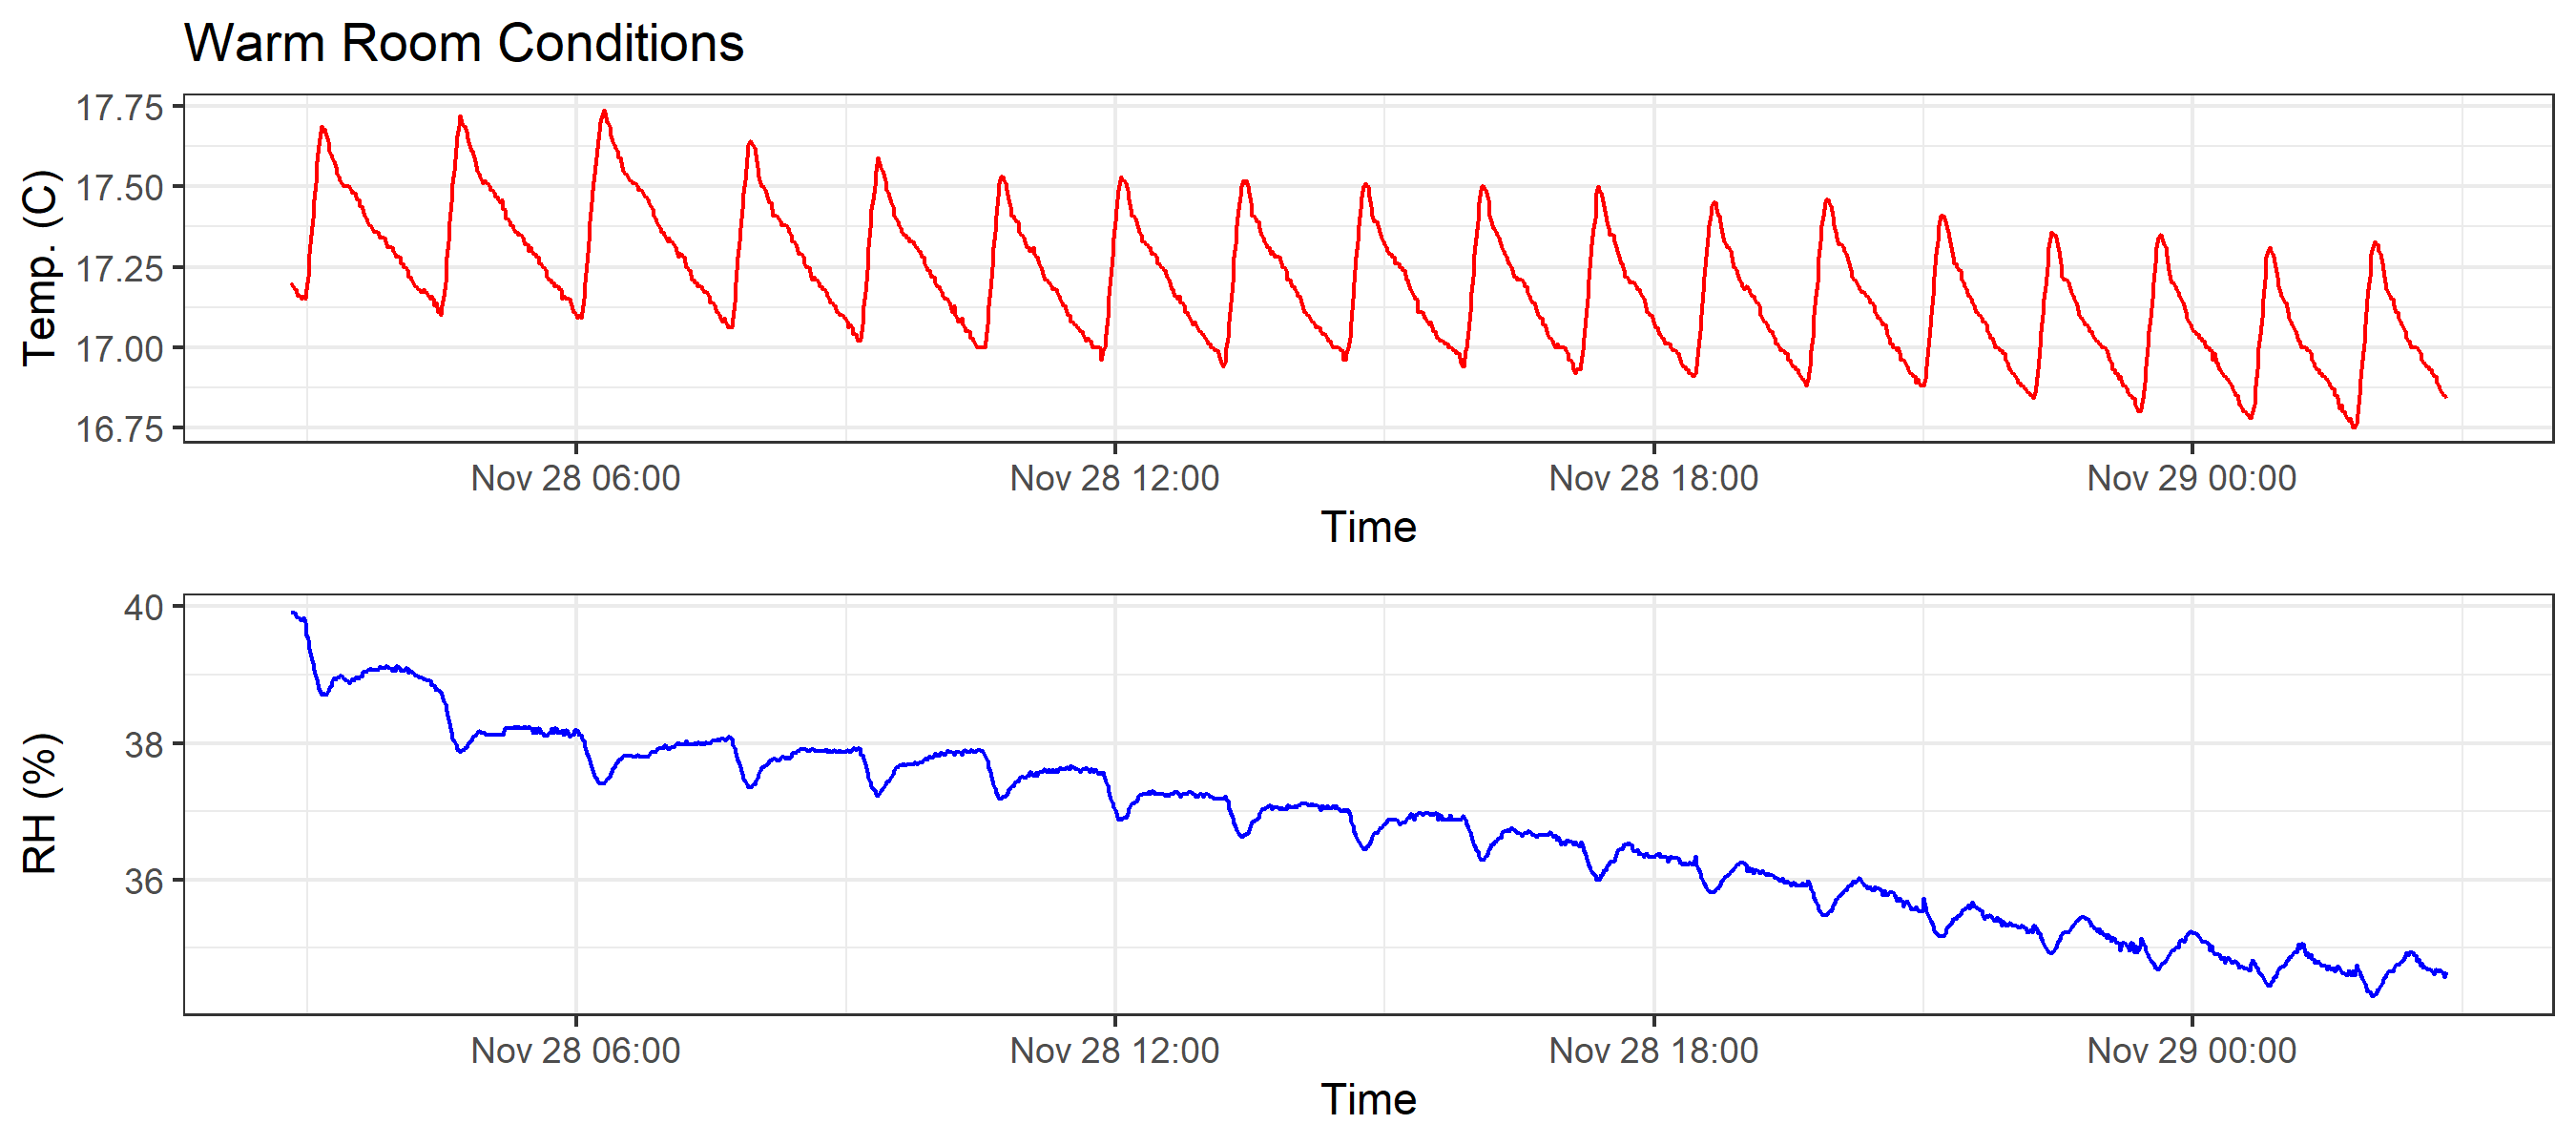 Warm Room Conditions
17.75
17.50
17.25
17.00
16.75
Temp. (C)
Nov 28 06:00 Nov 28 12:00 Nov 28 18:00 Nov 29 00:00
Time
40
38
36
RH (%)
Nov 28 06:00 Nov 28 12:00 Nov 28 18:00 Nov 29 00:00
Time